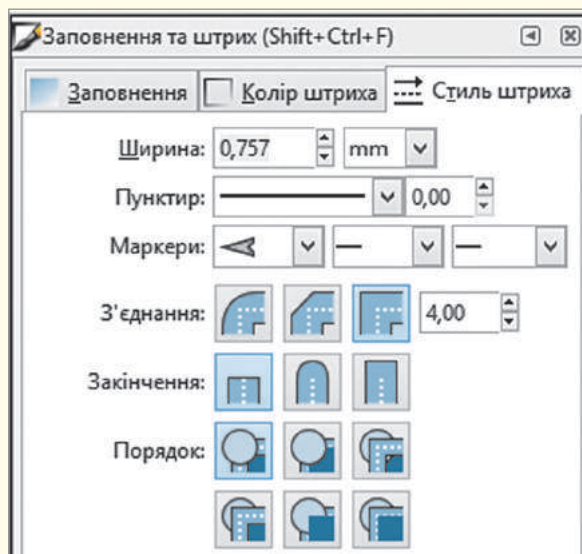 Заповнення та штрих (Shift+Ctrl+F)
Заповнення Колір штриха Стиль штриха
Ширина: 0,757 mm
Пунктир: 0,00
Маркери:
З'єднання: 4,00
Закінчення:
Порядок: